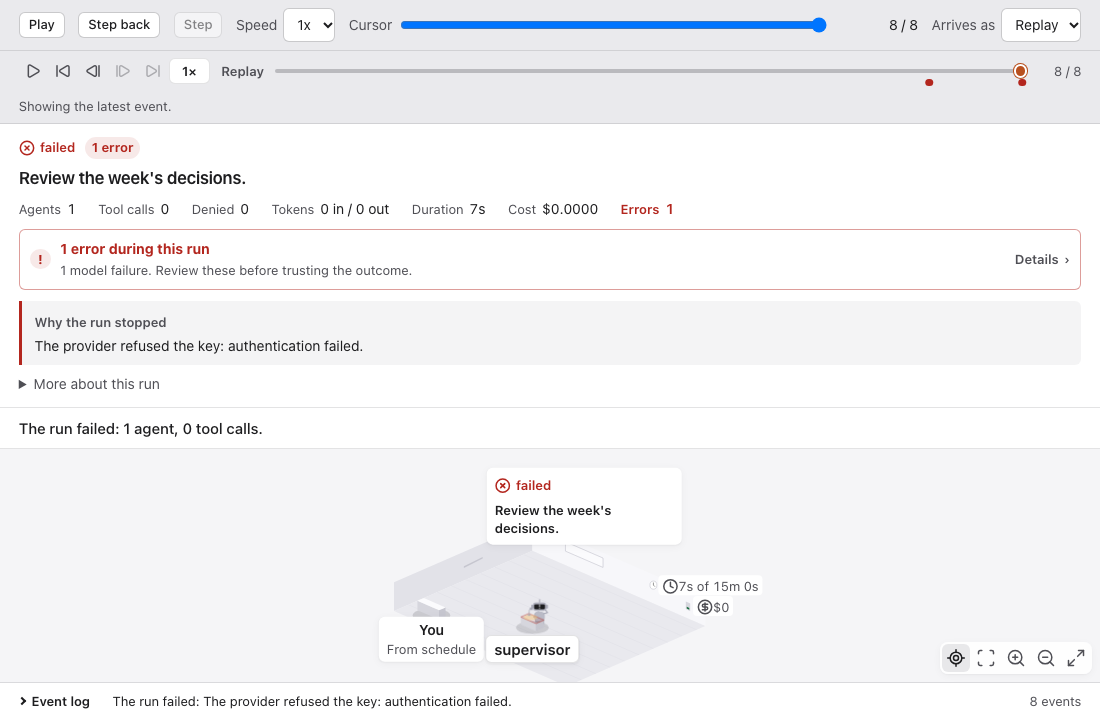 Play Step back Step Speed 1x Cursor 8 / 8 Arrives as Replay
1× Replay 8 / 8
Showing the latest event.
failed 1 error
Review the week's decisions.
Agents 1 Tool calls 0 Denied 0 Tokens 0 in / 0 out Duration 7s Cost $0.0000 Errors 1
! 1 error during this run
1 model failure. Review these before trusting the outcome.
Details ›
Why the run stopped
The provider refused the key: authentication failed.
More about this run
The run failed: 1 agent, 0 tool calls.
failed
Review the week's
decisions.
7s of 15m 0s
$0
You
From schedule
supervisor
Event log The run failed: The provider refused the key: authentication failed. 8 events